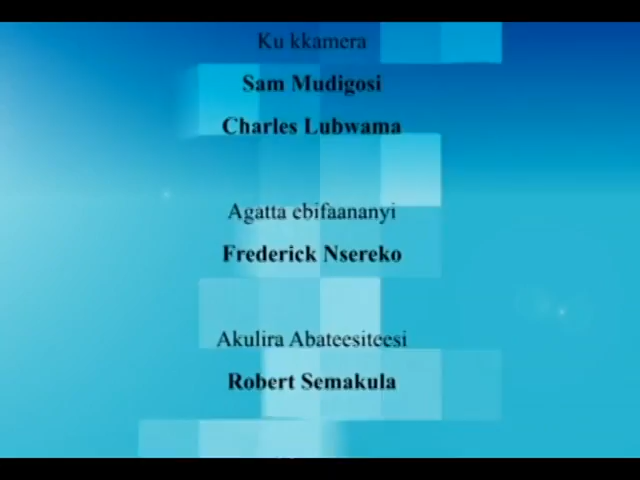 Ku kkamera
Sam Mudigosi
Charles Lubwama
Agatta ebifaananyi
Frederick Nsereko
Akulira Abateesiteesi
Robert Semakula